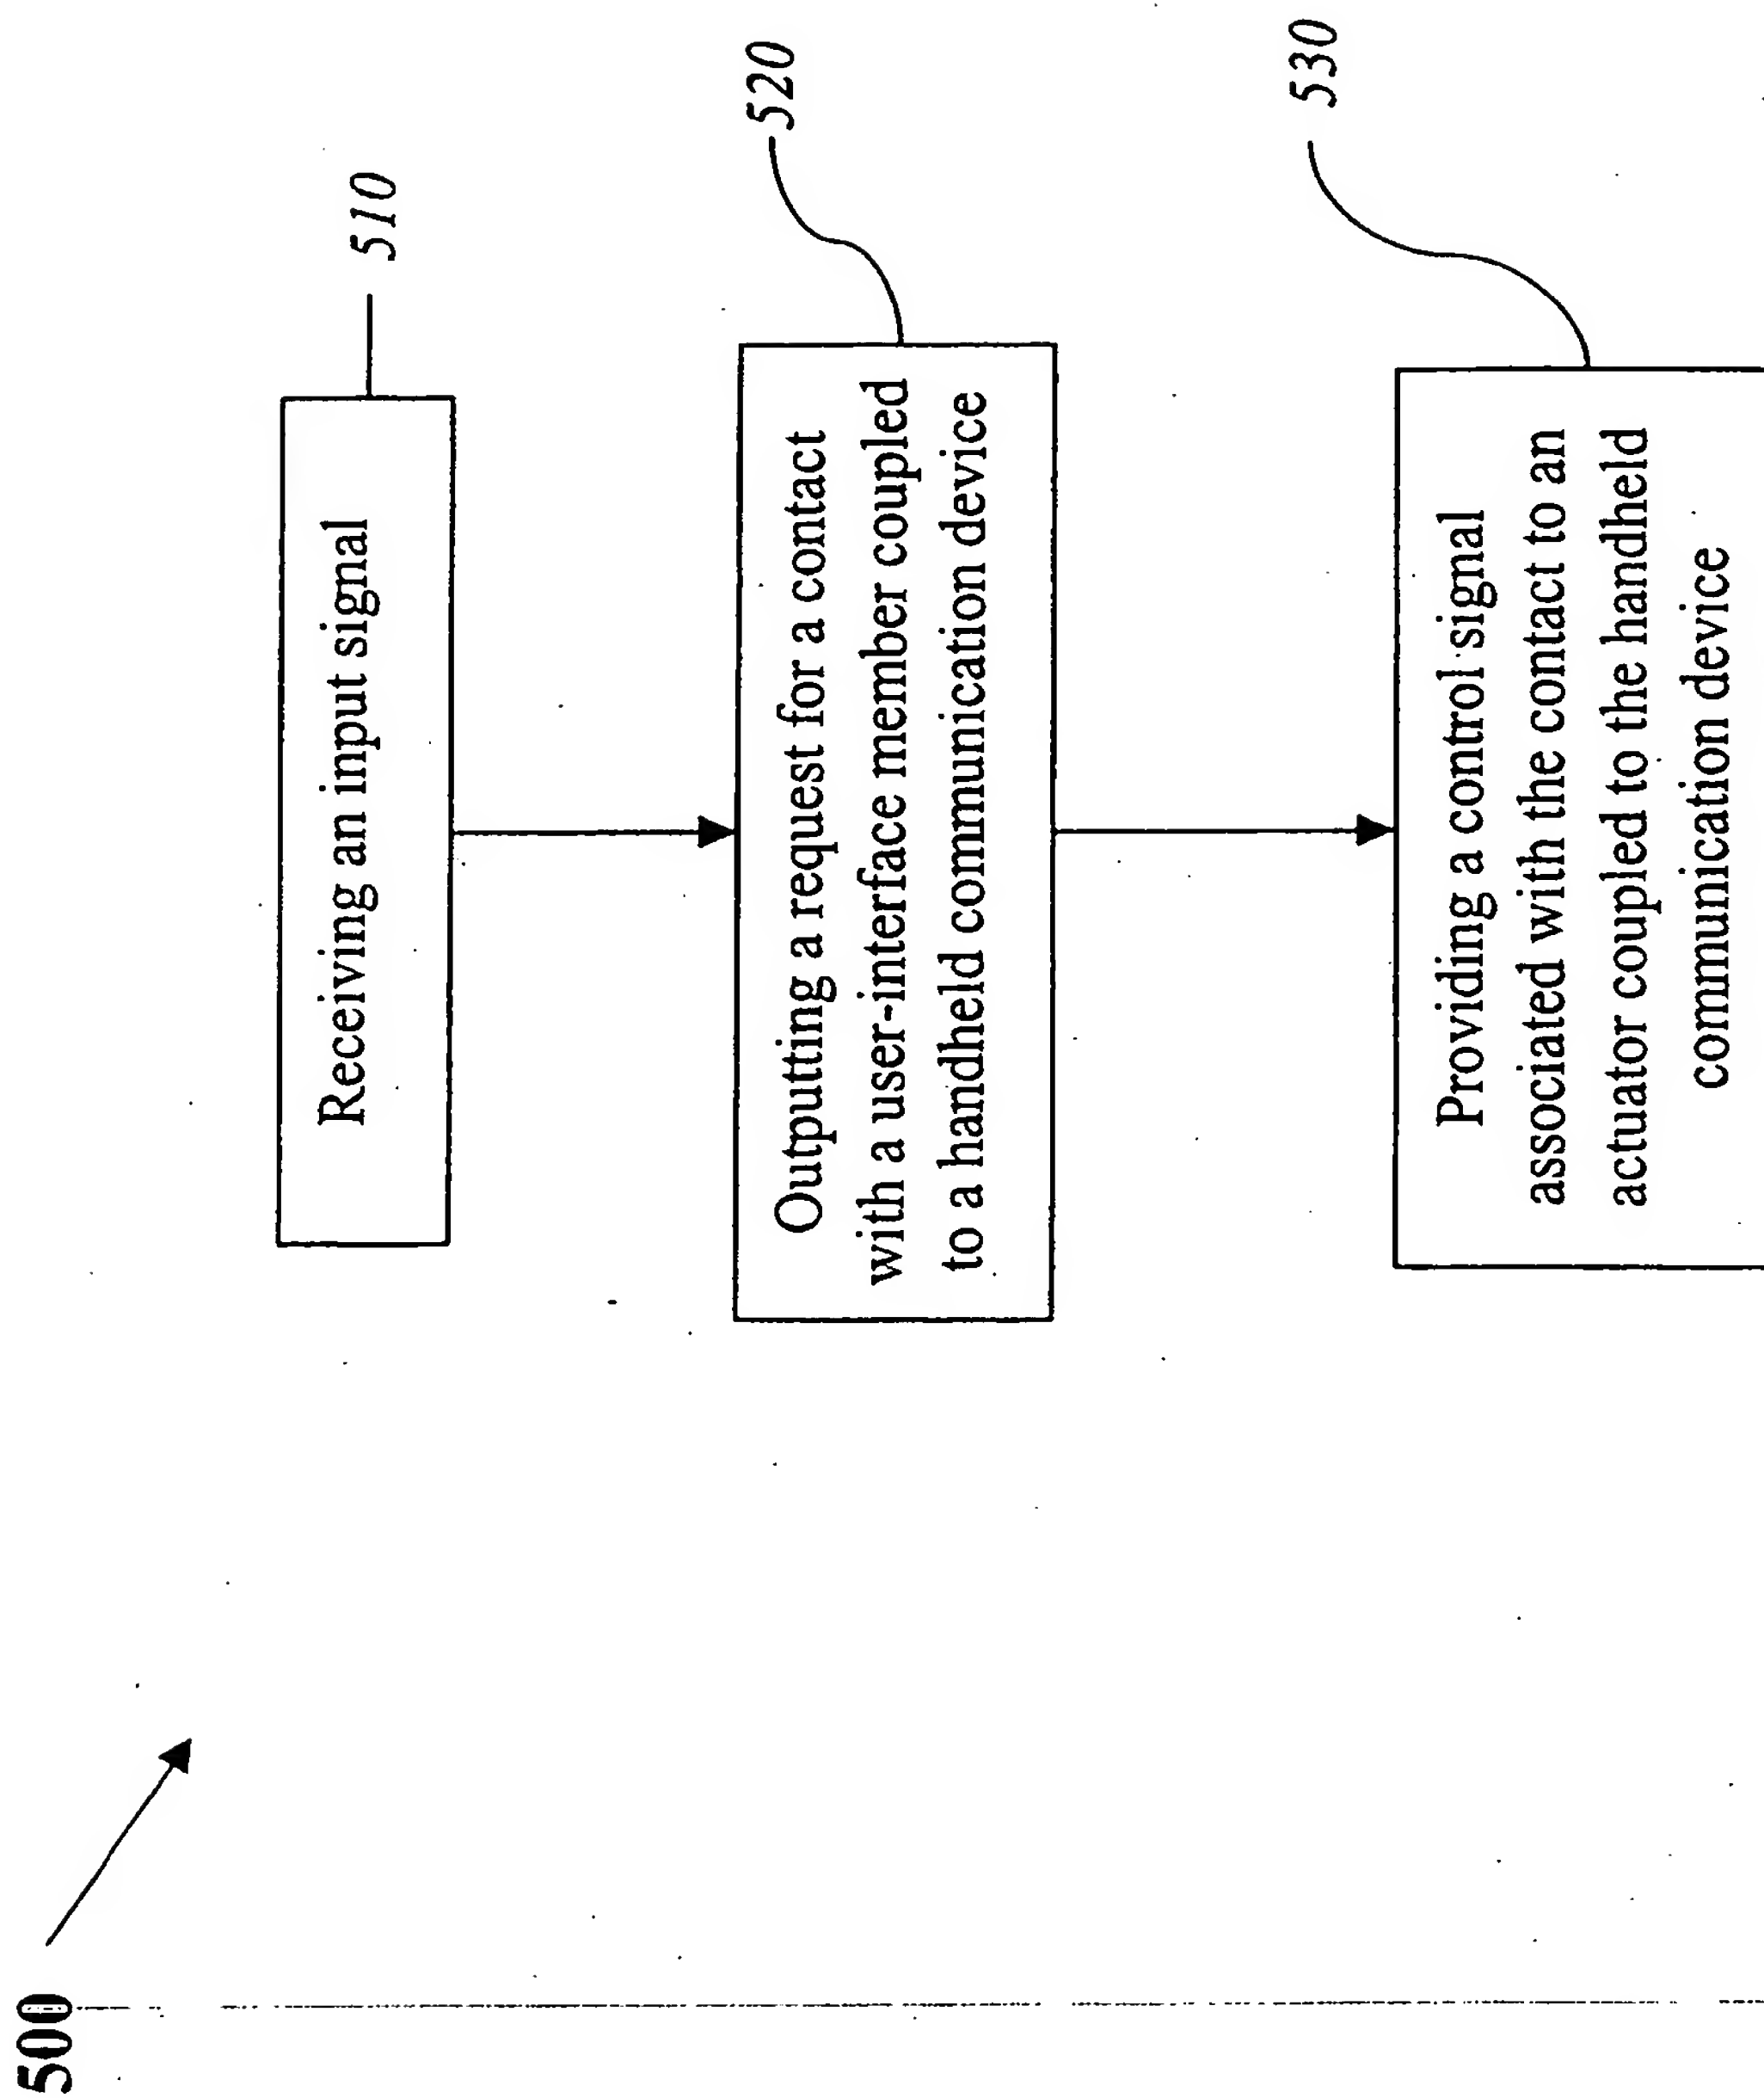 500
Receiving an input signal
510
Outputting a request for a contact
with a user-interface member coupled
to a handheld communication device
520
Providing a control signal
associated with the contact to an
actuator coupled to the handheld
communication device
530